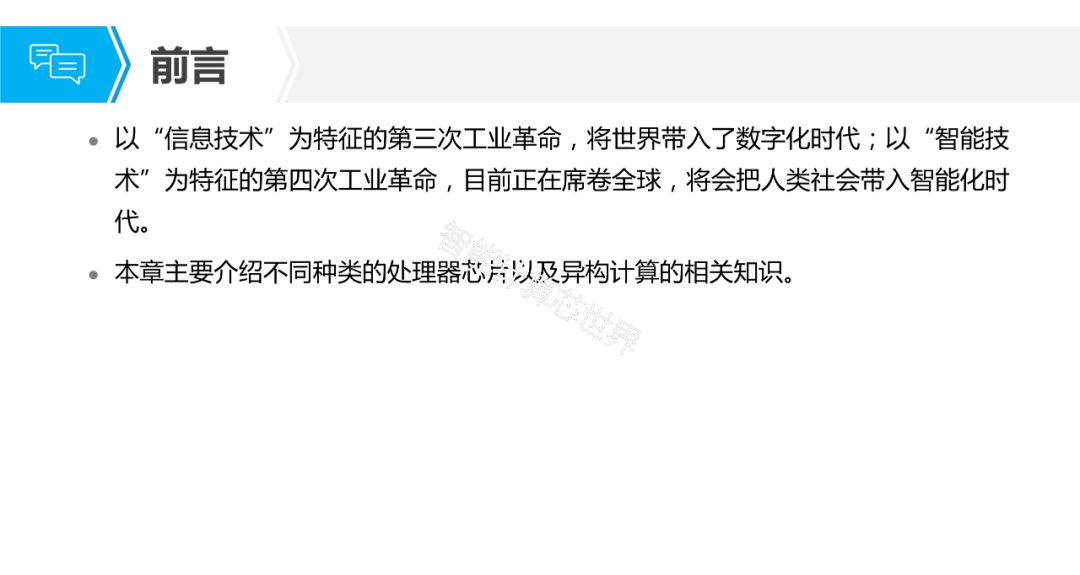 前言
以“信息技术”为特征的第三次工业革命，将世界带入了数字化时代；以“智能技
术”为特征的第四次工业革命，目前正在席卷全球，将会把人类社会带入智能化时
代。
本章主要介绍不同种类的处理器芯片以及异构计算的相关知识。
智能计算芯世界